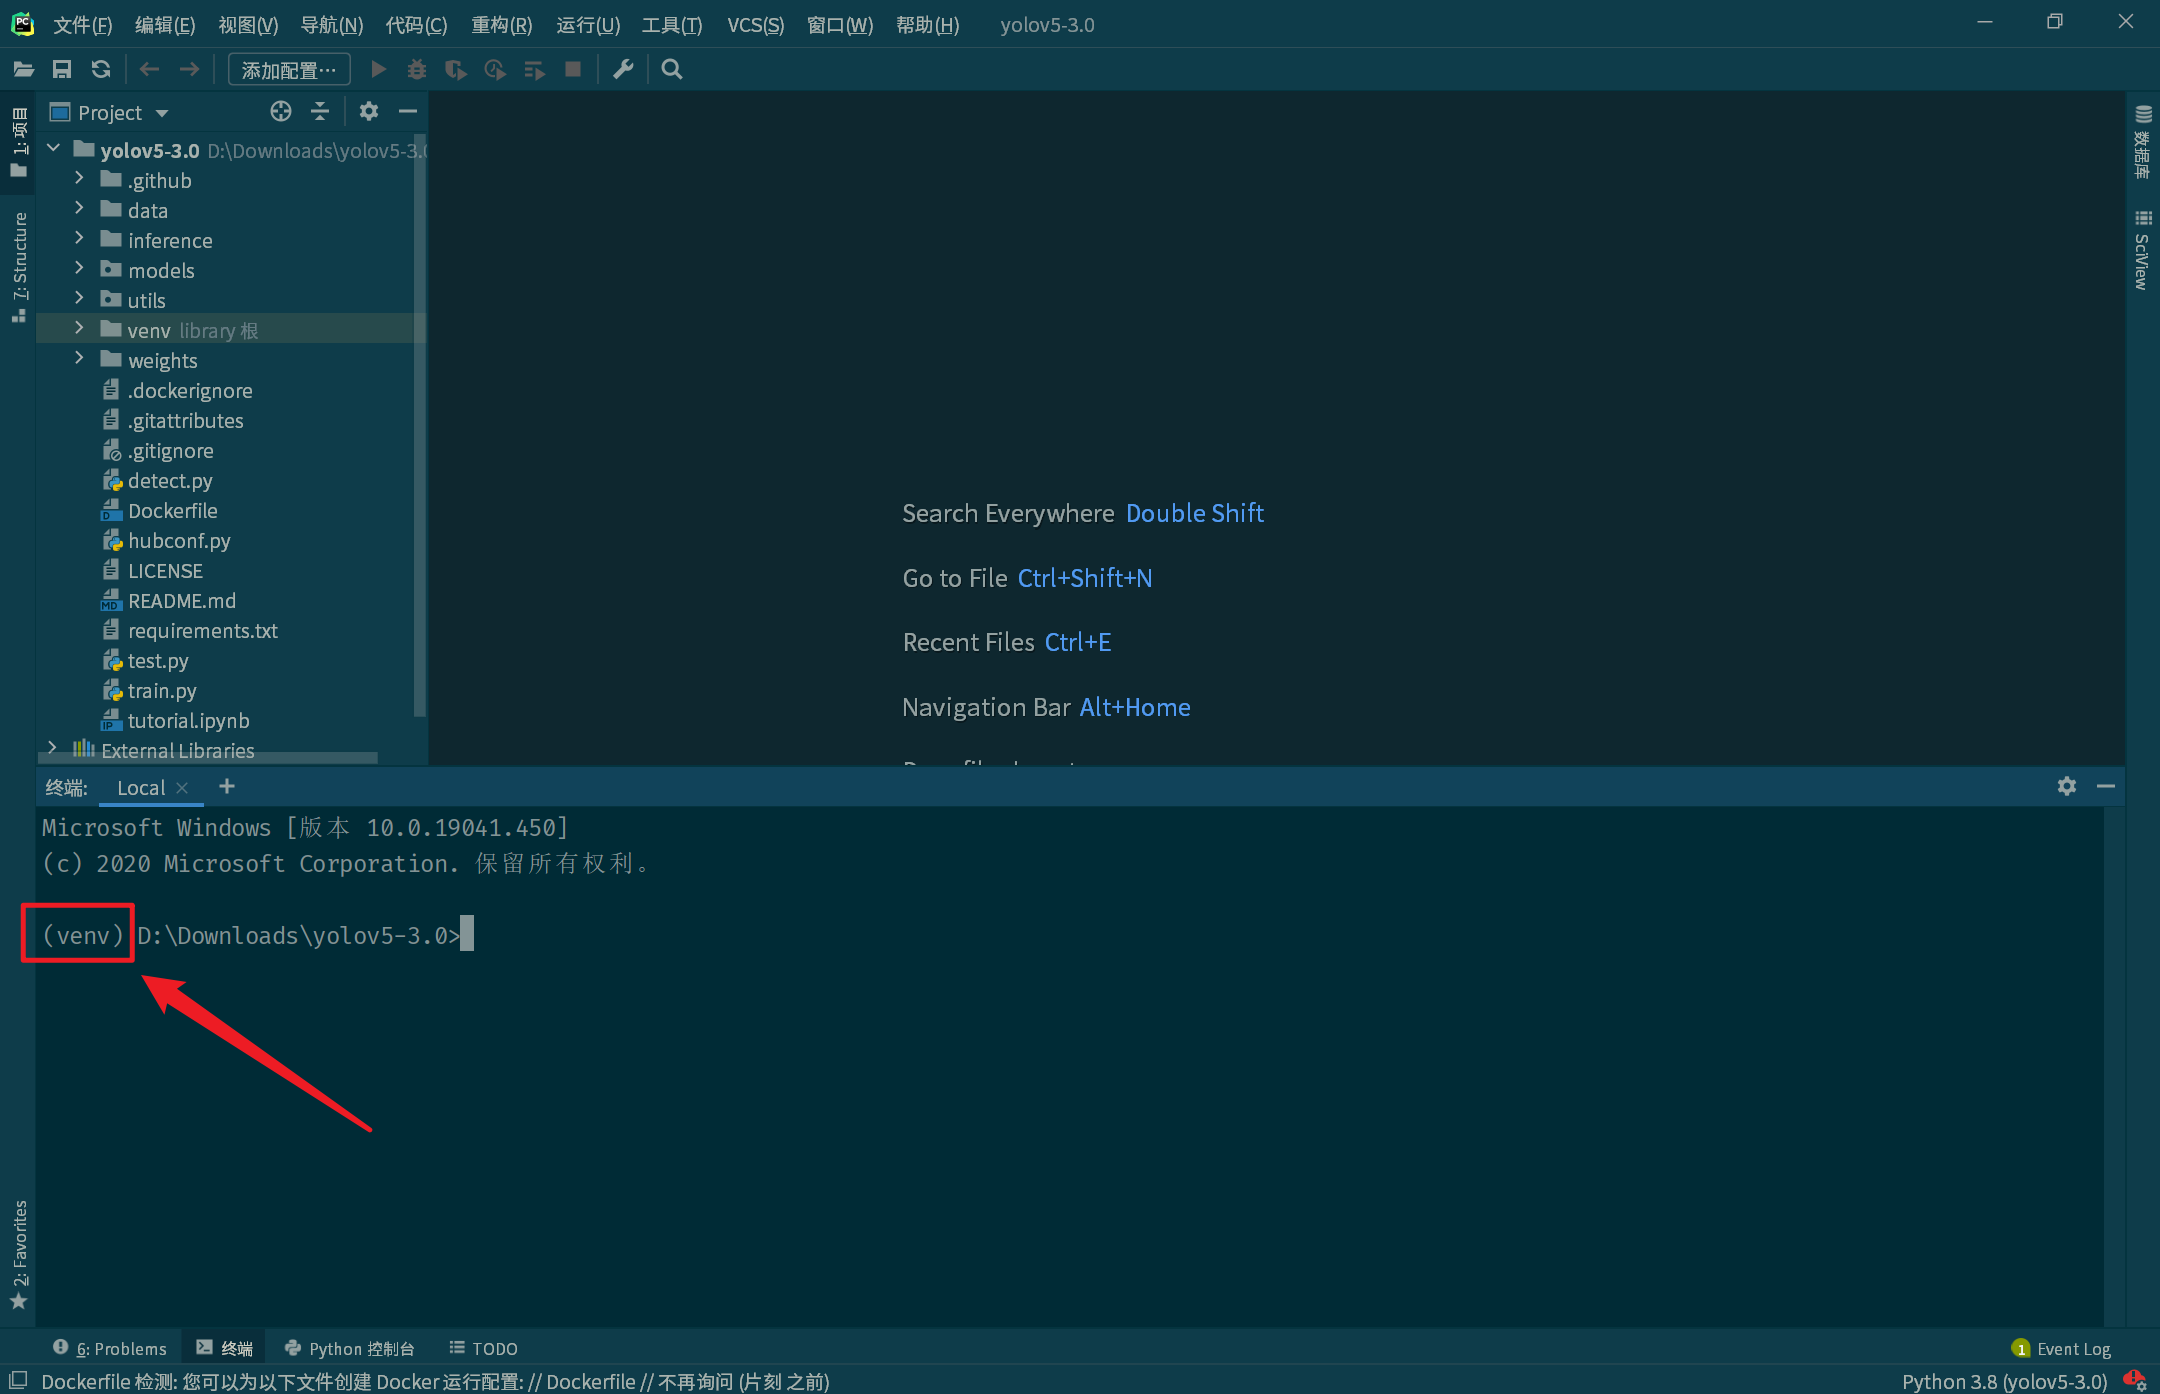 文件(F) 编辑(E) 视图(V) 导航(N) 代码(C) 重构(R) 运行(U) 工具(T) VCS(S) 窗口(W) 帮助(H) yolov5-3.0
添加配置…
1: 项目
7: Structure
2: Favorites
Project
yolov5-3.0 D:\Downloads\yolov5-3.0
.github
data
inference
models
utils
venv library 根
weights
.dockerignore
.gitattributes
.gitignore
detect.py
Dockerfile
hubconf.py
LICENSE
README.md
requirements.txt
test.py
train.py
tutorial.ipynb
External Libraries
Search Everywhere Double Shift
Go to File Ctrl+Shift+N
Recent Files Ctrl+E
Navigation Bar Alt+Home
数据库
SciView
终端: Local
Microsoft Windows [版本 10.0.19041.450]
(c) 2020 Microsoft Corporation. 保留所有权利。
(venv) D:\Downloads\yolov5-3.0>
6: Problems 终端 Python 控制台 TODO 1 Event Log
Dockerfile 检测: 您可以为以下文件创建 Docker 运行配置: // Dockerfile // 不再询问 (片刻 之前) Python 3.8 (yolov5-3.0)